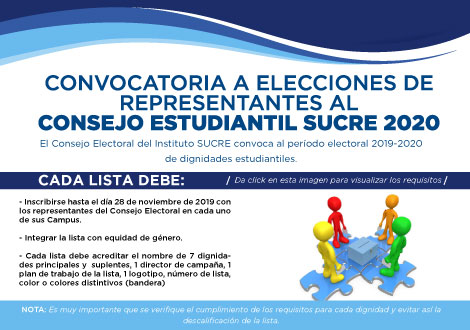 CONVOCATORIA A ELECCIONES DE
REPRESENTANTES AL
CONSEJO ESTUDIANTIL SUCRE 2020
El Consejo Electoral del Instituto SUCRE convoca al período electoral 2019-2020
de dignidades estudiantiles.
CADA LISTA DEBE:
/ Da click en esta imagen para visualizar los requisitos /
- Inscribirse hasta el día 28 de noviembre de 2019 con
los representantes del Consejo Electoral en cada uno
de sus Campus.
- Integrar la lista con equidad de género.
- Cada lista debe acreditar el nombre de 7 dignida-
des principales y suplentes, 1 director de campaña, 1
plan de trabajo de la lista, 1 logotipo, número de lista,
color o colores distintivos (bandera)
NOTA: Es muy importante que se verifique el cumplimiento de los requisitos para cada dignidad y evitar así la
descalificación de la lista.